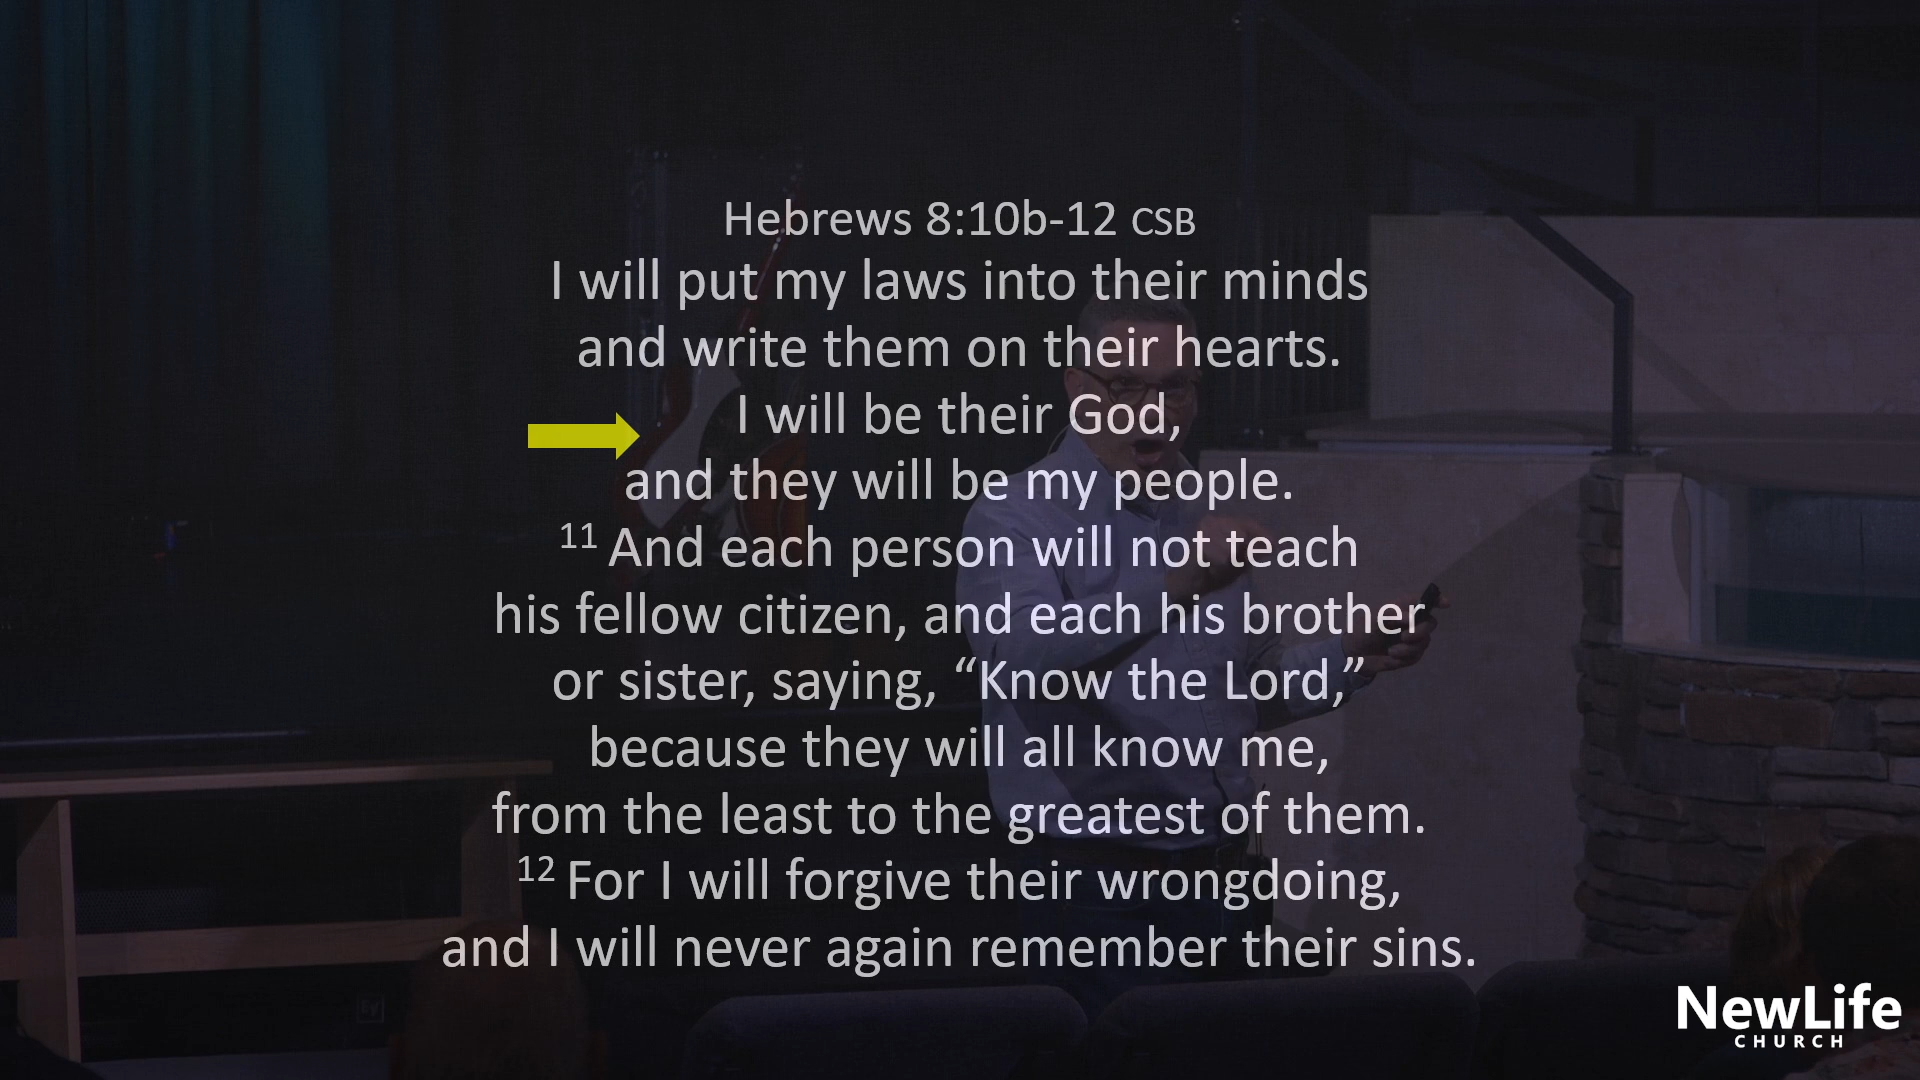 Hebrews 8:10b-12 CSB
I will put my laws into their minds
and write them on their hearts.
I will be their God,
and they will be my people.
11 And each person will not teach
his fellow citizen, and each his brother
or sister, saying, “Know the Lord,”
because they will all know me,
from the least to the greatest of them.
12 For I will forgive their wrongdoing,
and I will never again remember their sins.
NewLife
CHURCH